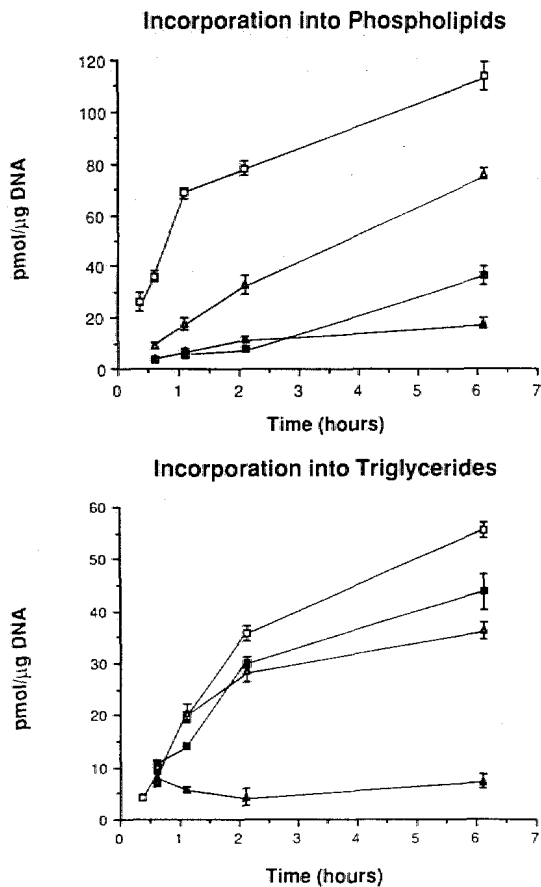 Incorporation into Phospholipids
120
100
80
60
40
20
0
pmol/µg DNA
0 1 2 3 4 5 6 7
Time (hours)
Incorporation into Triglycerides
60
50
40
30
20
10
0
pmol/µg DNA
0 1 2 3 4 5 6 7
Time (hours)